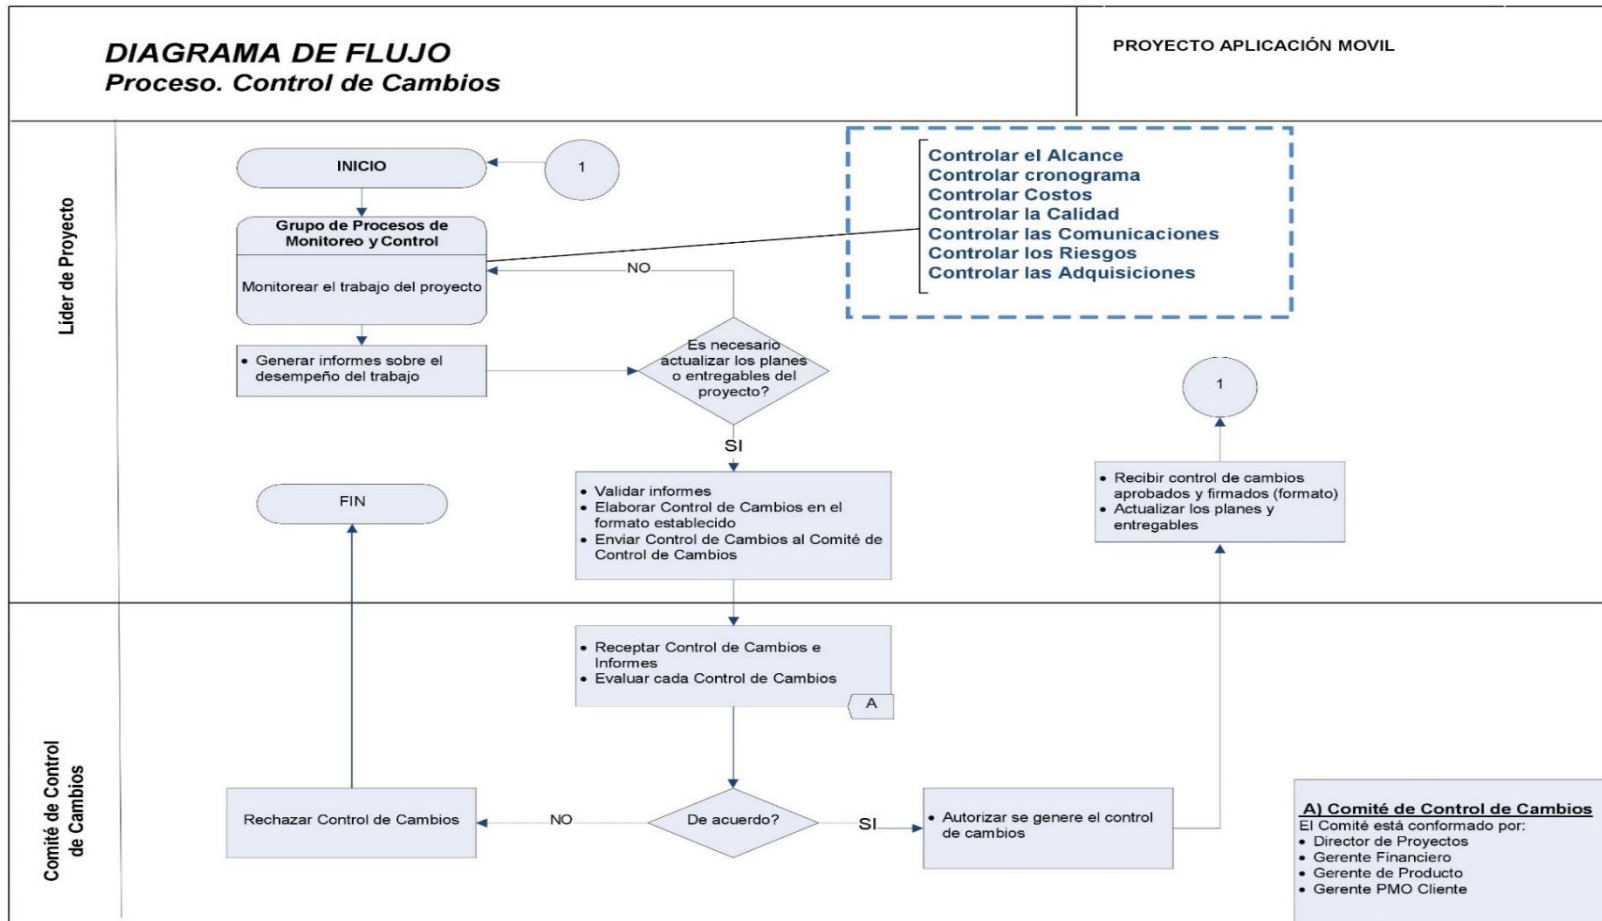 DIAGRAMA DE FLUJO
Proceso. Control de Cambios
PROYECTO APLICACIÓN MOVIL
Líder de Proyecto
INICIO
1
Grupo de Procesos de
Monitoreo y Control
Monitorear el trabajo del proyecto
Controlar el Alcance
Controlar cronograma
Controlar Costos
Controlar la Calidad
Controlar las Comunicaciones
Controlar los Riesgos
Controlar las Adquisiciones
NO
• Generar informes sobre el
desempeño del trabajo
Es necesario
actualizar los planes
o entregables del
proyecto?
SI
1
FIN
• Validar informes
• Elaborar Control de Cambios en el
formato establecido
• Enviar Control de Cambios al Comité de
Control de Cambios
• Recibir control de cambios
aprobados y firmados (formato)
• Actualizar los planes y
entregables
Comité de Control
de Cambios
• Receptar Control de Cambios e
Informes
• Evaluar cada Control de Cambios
A
Rechazar Control de Cambios
NO
De acuerdo?
SI
• Autorizar se genere el control
de cambios
A) Comité de Control de Cambios
El Comité está conformado por:
• Director de Proyectos
• Gerente Financiero
• Gerente de Producto
• Gerente PMO Cliente